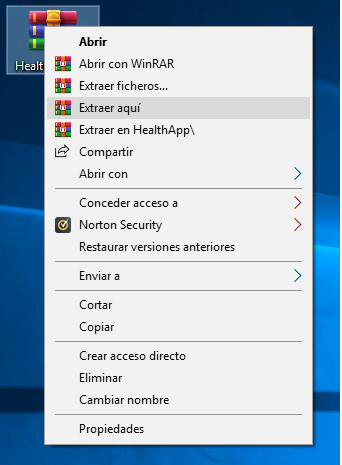 Health
Abrir
Abrir con WinRAR
Extraer ficheros...
Extraer aquí
Extraer en HealthApp\
Compartir
Abrir con
Conceder acceso a
Norton Security
Restaurar versiones anteriores
Enviar a
Cortar
Copiar
Crear acceso directo
Eliminar
Cambiar nombre
Propiedades